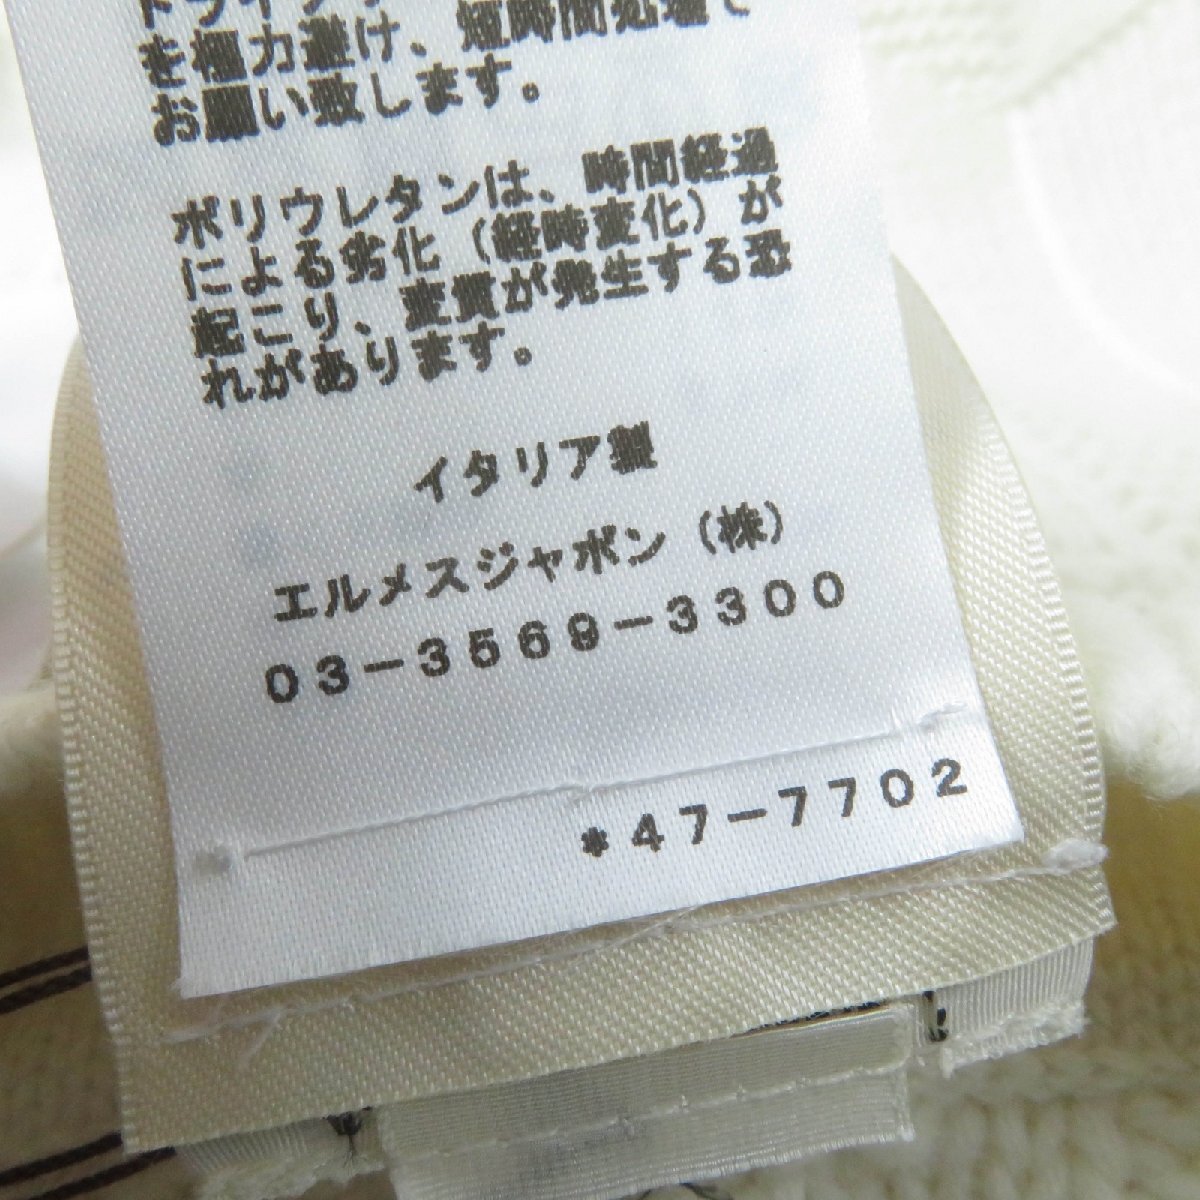 を極力避け、短時間処理で
お願い致します。
ポリウレタンは、時間経過
による劣化（経時変化）が
起こり、変質が発生する恐
れがあります。
イタリア製
エルメスジャポン（株）
03-3569-3300
*47-7702